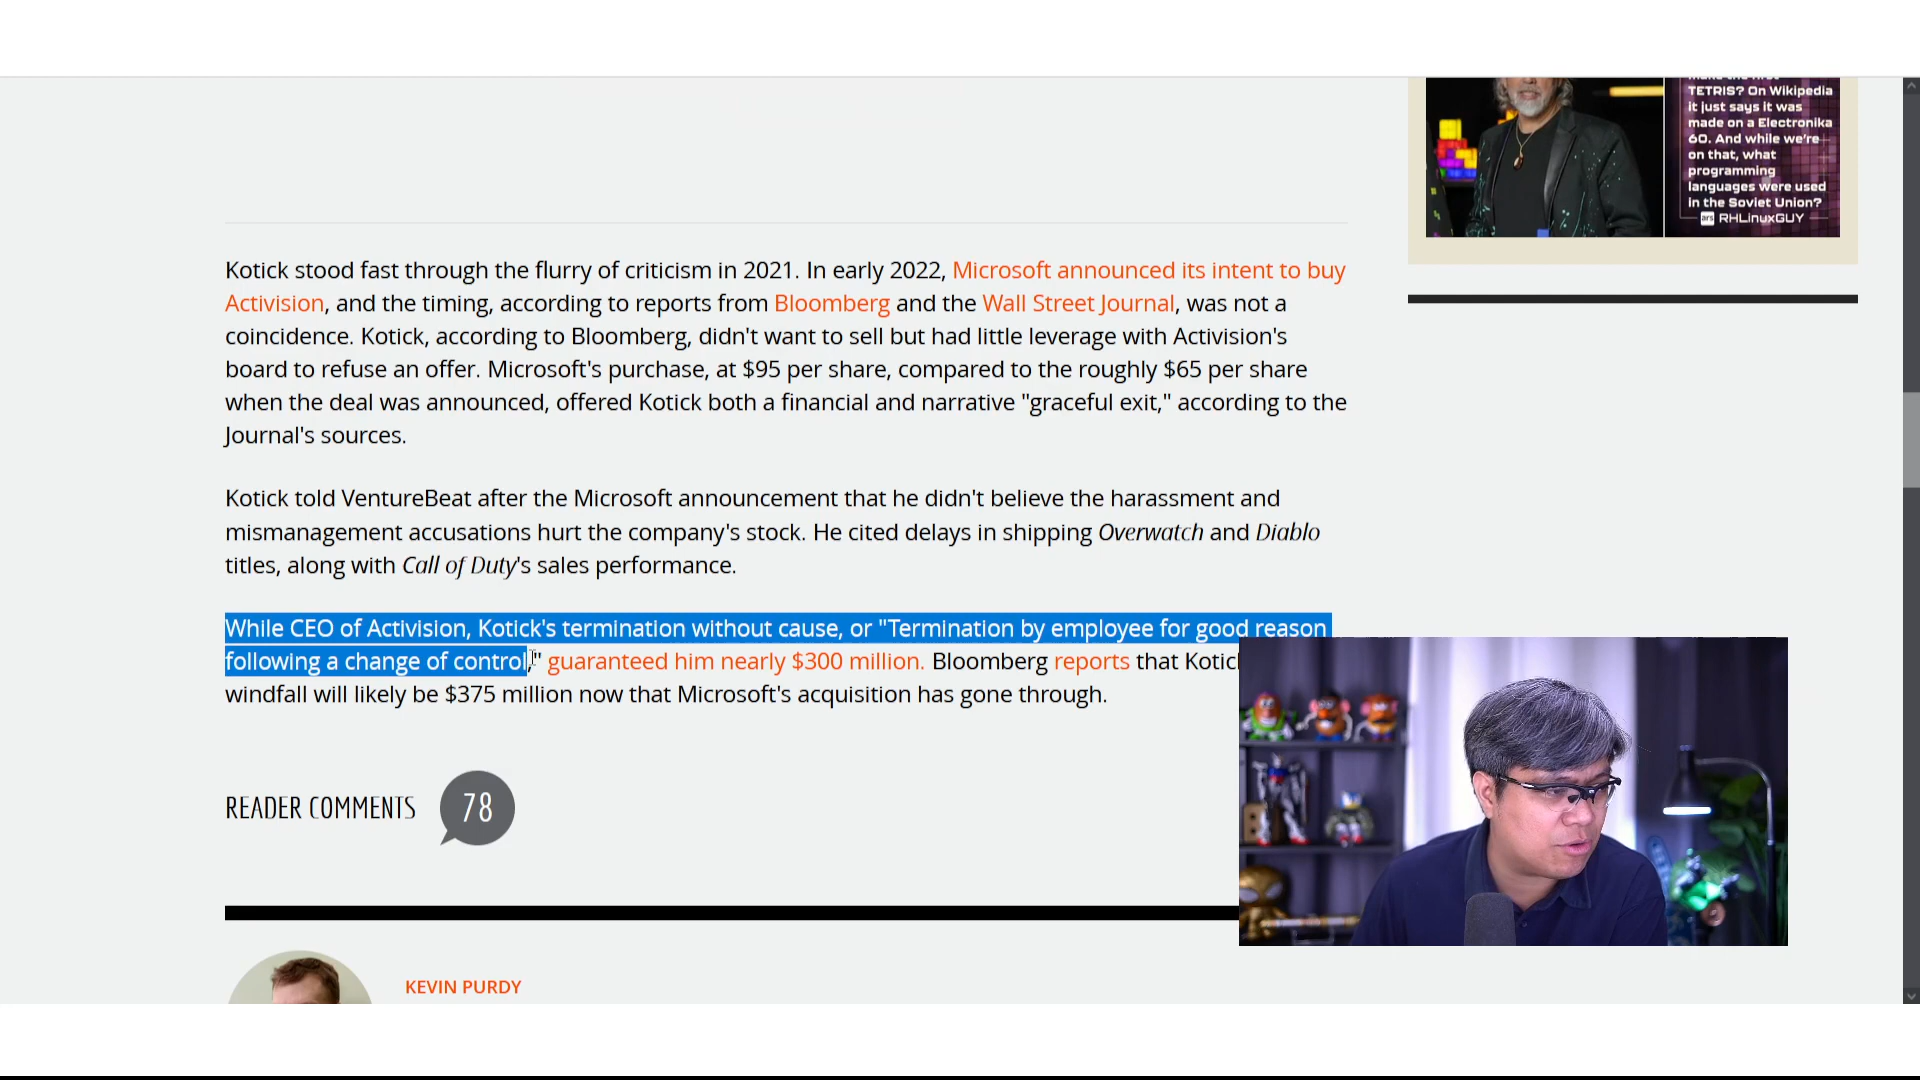 make the first
TETRIS? On Wikipedia
it just says it was
made on a Electronika
60. And while we're
on that, what
programming
languages were used
in the Soviet Union?
ars RHLinuxGUY
Kotick stood fast through the flurry of criticism in 2021. In early 2022, Microsoft announced its intent to buy
Activision, and the timing, according to reports from Bloomberg and the Wall Street Journal, was not a
coincidence. Kotick, according to Bloomberg, didn't want to sell but had little leverage with Activision's
board to refuse an offer. Microsoft's purchase, at $95 per share, compared to the roughly $65 per share
when the deal was announced, offered Kotick both a financial and narrative "graceful exit," according to the
Journal's sources.
Kotick told VentureBeat after the Microsoft announcement that he didn't believe the harassment and
mismanagement accusations hurt the company's stock. He cited delays in shipping Overwatch and Diablo
titles, along with Call of Duty's sales performance.
While CEO of Activision, Kotick's termination without cause, or "Termination by employee for good reason
following a change of control," guaranteed him nearly $300 million. Bloomberg reports that
windfall will likely be $375 million now that Microsoft's acquisition has gone through.
READER COMMENTS 78
KEVIN PURDY